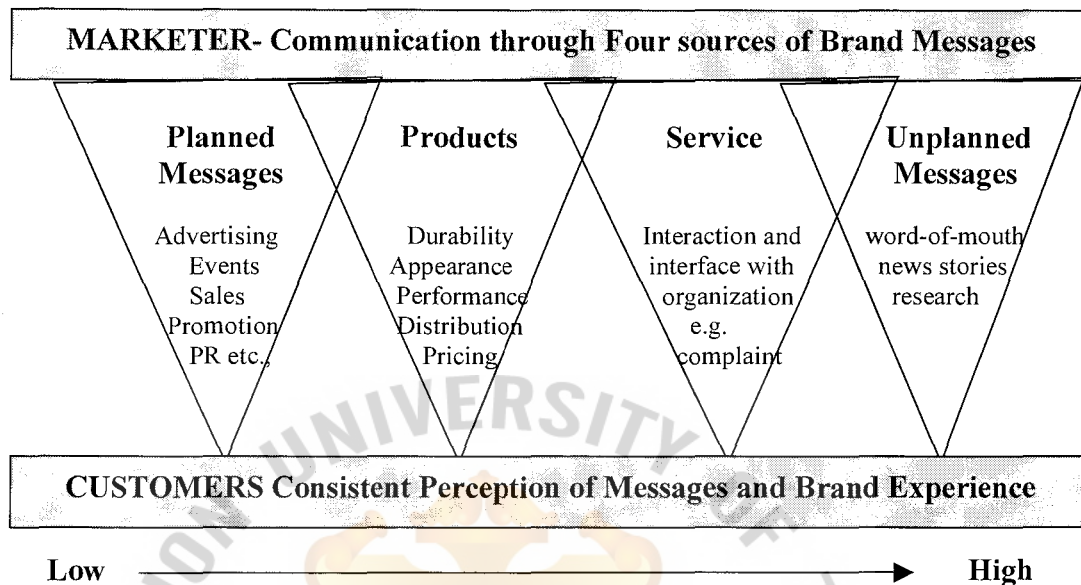 MARKETER- Communication through Four sources of Brand Messages
Planned
Messages
Advertising
Events
Sales
Promotion
PR etc.,
Products
Durability
Appearance
Performance
Distribution
Pricing
Service
Interaction and
interface with
organization
e.g.
complaint
Unplanned
Messages
word-of-mouth
news stories
research
CUSTOMERS Consistent Perception of Messages and Brand Experience
Low High
UNIVERSITY OF